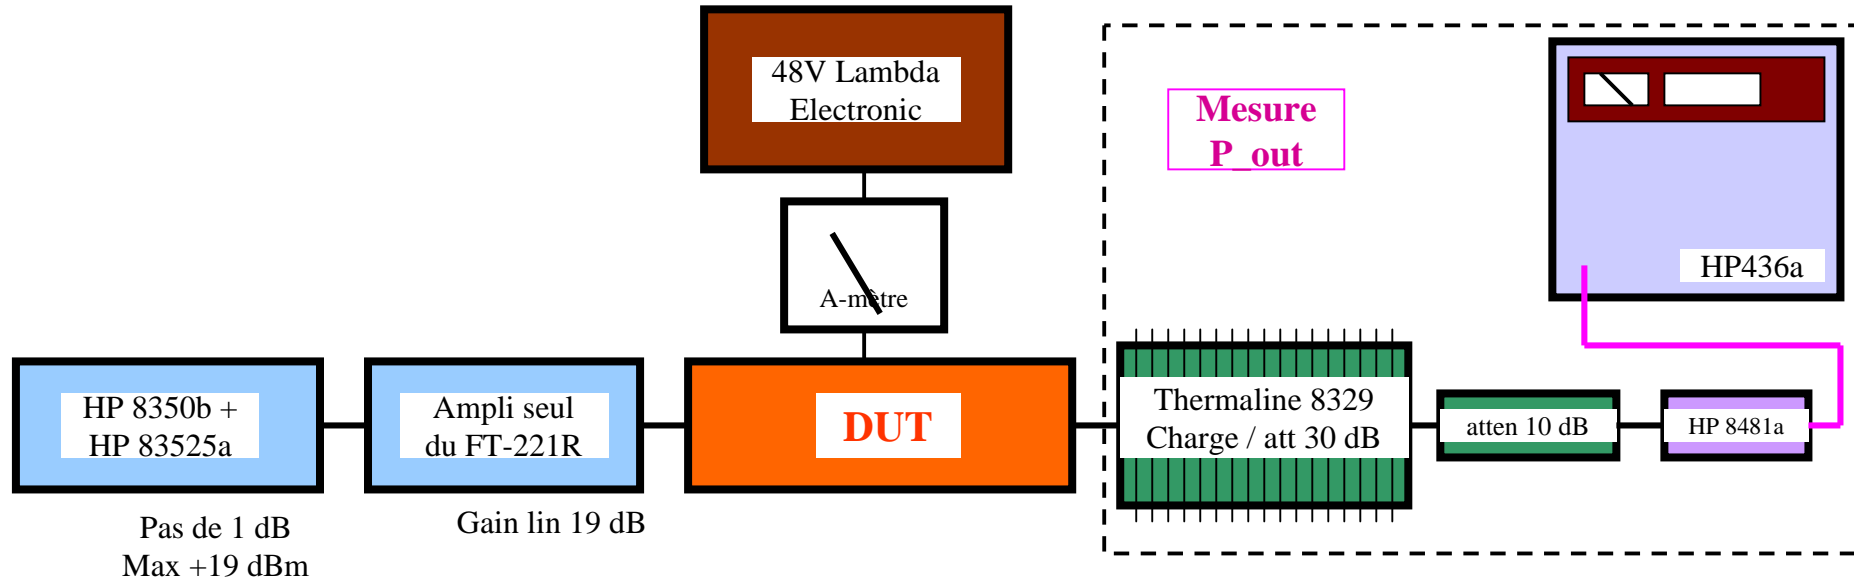 48V Lambda
Electronic
Mesure
P_out
HP436a
A-mètre
HP 8350b +
HP 83525a
Ampli seul
du FT-221R
DUT
Thermaline 8329
Charge / att 30 dB
atten 10 dB
HP 8481a
Pas de 1 dB
Max +19 dBm
Gain lin 19 dB